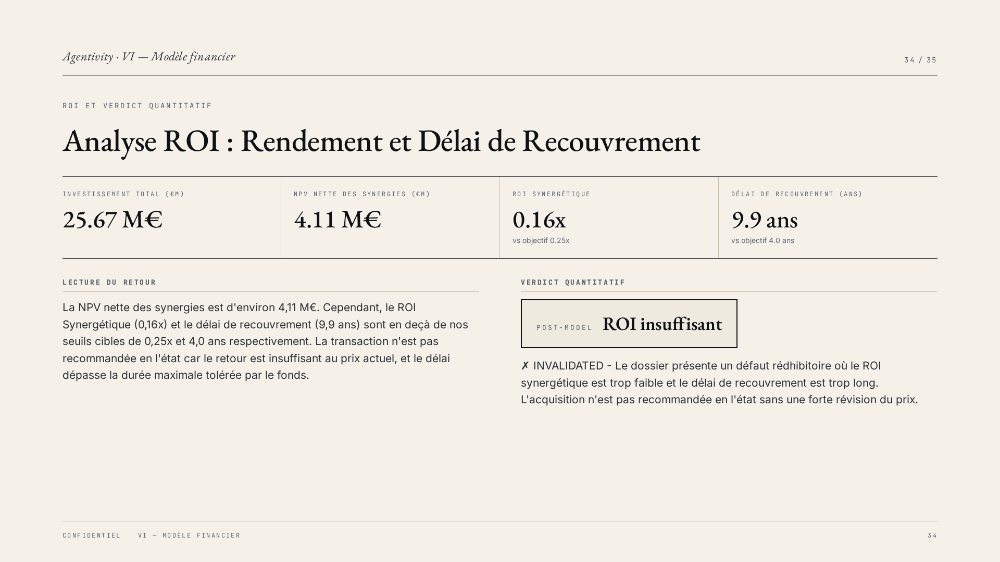 Agentivity · VI — Modèle financier
34 / 35
ROI ET VERDICT QUANTITATIF
Analyse ROI : Rendement et Délai de Recouvrement
INVESTISSEMENT TOTAL (€M)
25.67 M€
NPV NETTE DES SYNERGIES (€M)
4.11 M€
ROI SYNERGÉTIQUE
0.16x
vs objectif 0.25x
DÉLAI DE RECOUVREMENT (ANS)
9.9 ans
vs objectif 4.0 ans
LECTURE DU RETOUR
La NPV nette des synergies est d'environ 4,11 M€. Cependant, le ROI
Synergétique (0,16x) et le délai de recouvrement (9,9 ans) sont en deçà de nos
seuils cibles de 0,25x et 4,0 ans respectivement. La transaction n'est pas
recommandée en l'état car le retour est insuffisant au prix actuel, et le délai
dépasse la durée maximale tolérée par le fonds.
VERDICT QUANTITATIF
POST-MODEL ROI insuffisant
✗ INVALIDATED - Le dossier présente un défaut rédhibitoire où le ROI
synergétique est trop faible et le délai de recouvrement est trop long.
L'acquisition n'est pas recommandée en l'état sans une forte révision du prix.
CONFIDENTIEL VI — MODÈLE FINANCIER
34